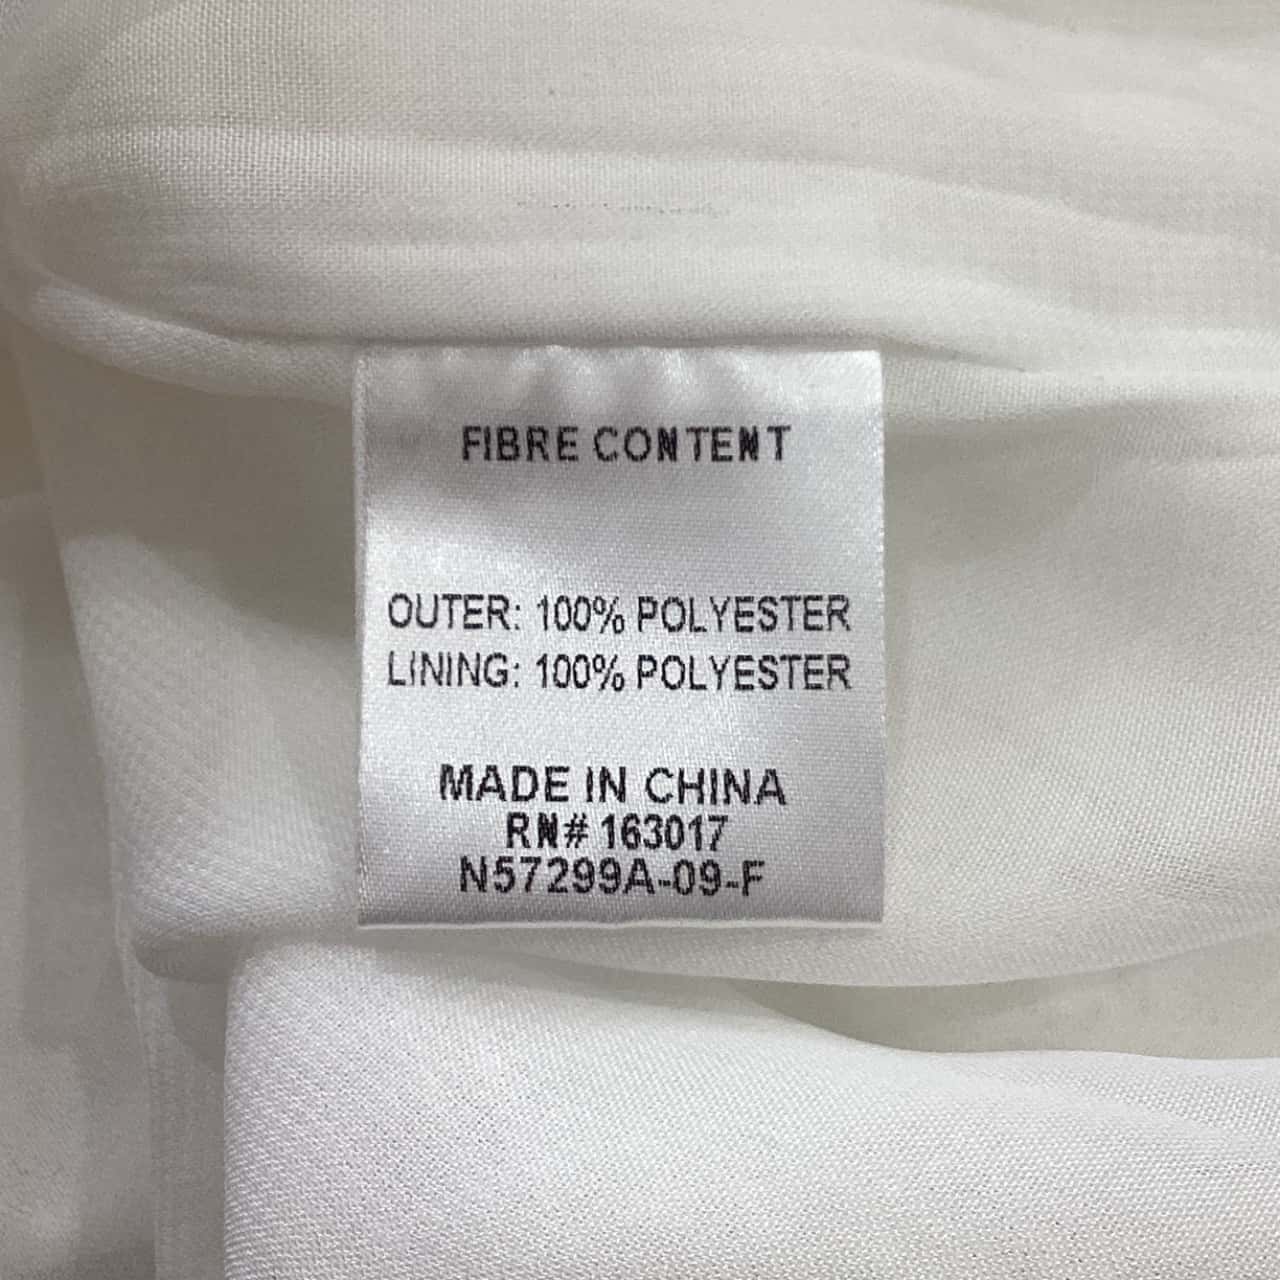 FIBRE CONTENT
OUTER: 100% POLYESTER
LINING: 100% POLYESTER
MADE IN CHINA
RN# 163017
N57299A-09-F